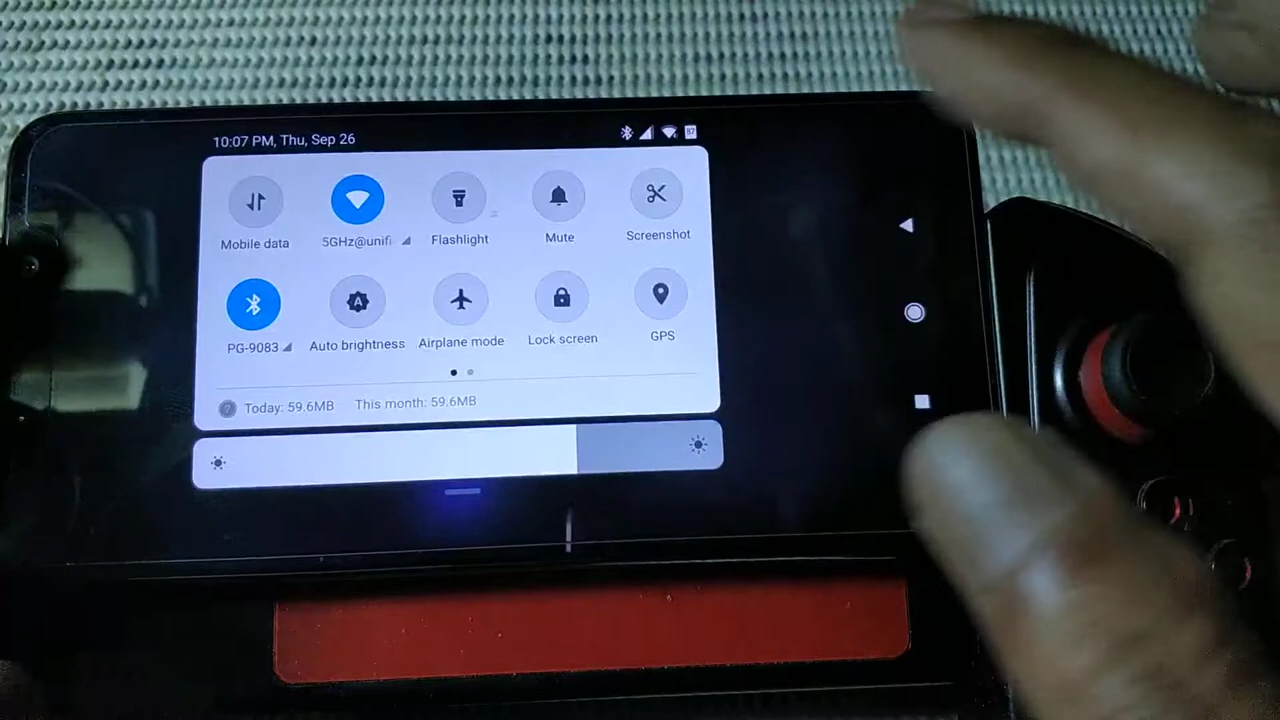 10:07 PM, Thu, Sep 26
87
Mobile data
5GHz@unifi
Flashlight
Mute
Screenshot
PG-9083
A
Auto brightness
Airplane mode
Lock screen
GPS
? Today: 59.6MB This month: 59.6MB